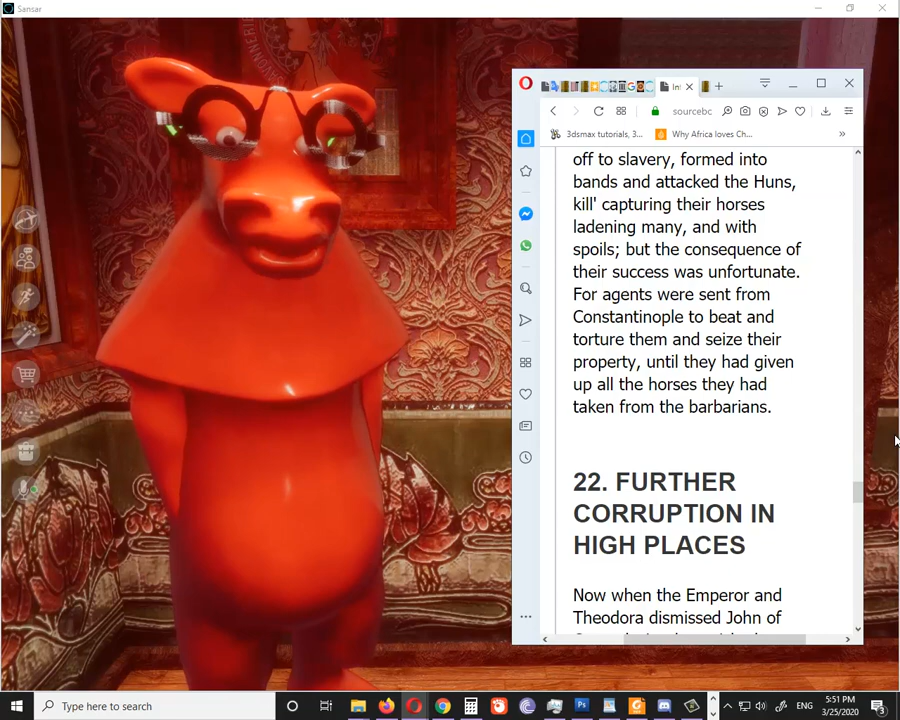 Sansar
In
sourcebc
3dsmax tutorials, 3...
Why Africa loves Ch...
off to slavery, formed into
bands and attacked the Huns,
kill' capturing their horses
ladening many, and with
spoils; but the consequence of
their success was unfortunate.
For agents were sent from
Constantinople to beat and
torture them and seize their
property, until they had given
up all the horses they had
taken from the barbarians.
22. FURTHER
CORRUPTION IN
HIGH PLACES
Now when the Emperor and
Theodora dismissed John of
Type here to search
ENG
5:51 PM
3/25/2020
3